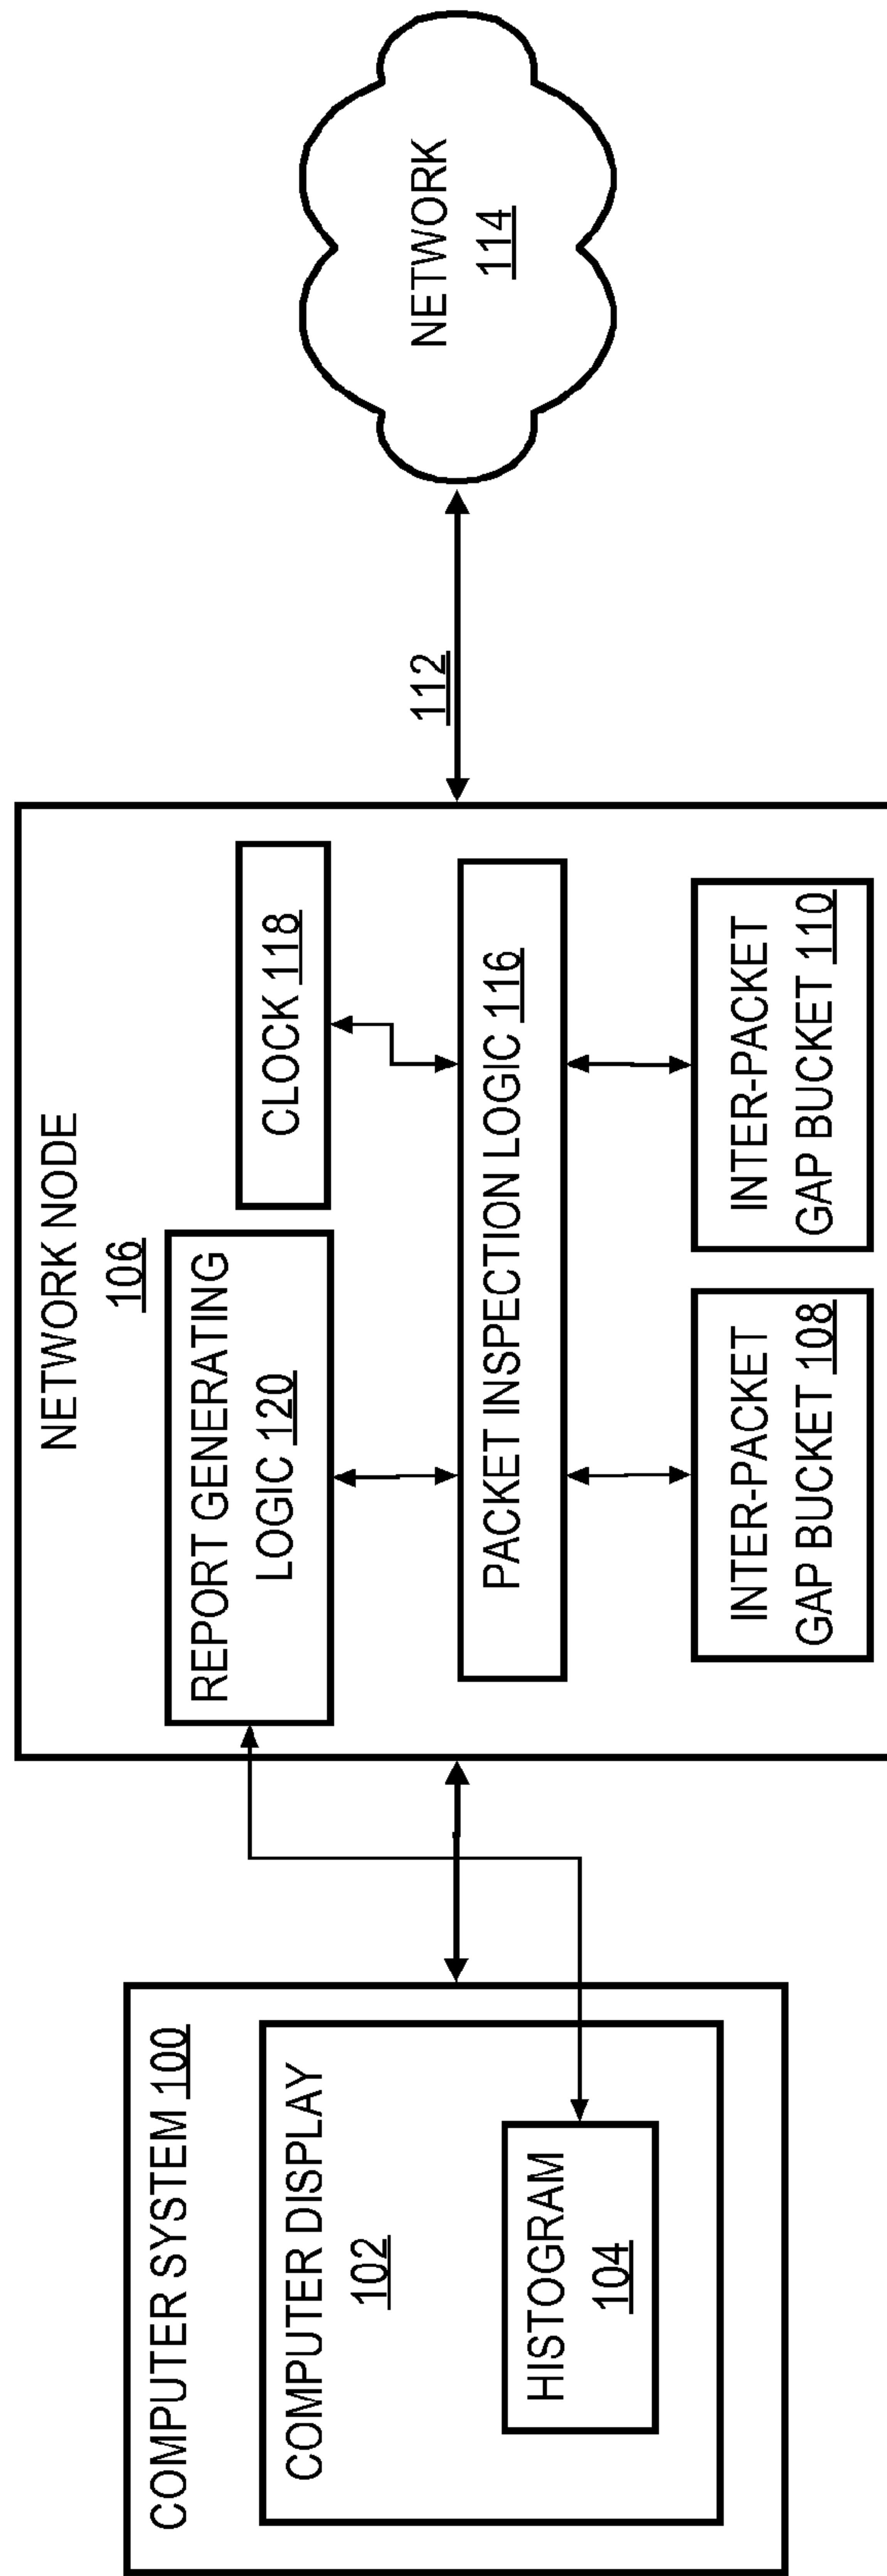 COMPUTER SYSTEM 100
COMPUTER DISPLAY
102
HISTOGRAM
104
NETWORK NODE
106
REPORT GENERATING
LOGIC 120
CLOCK 118
PACKET INSPECTION LOGIC 116
INTER-PACKET
GAP BUCKET 108
INTER-PACKET
GAP BUCKET 110
112
NETWORK
114